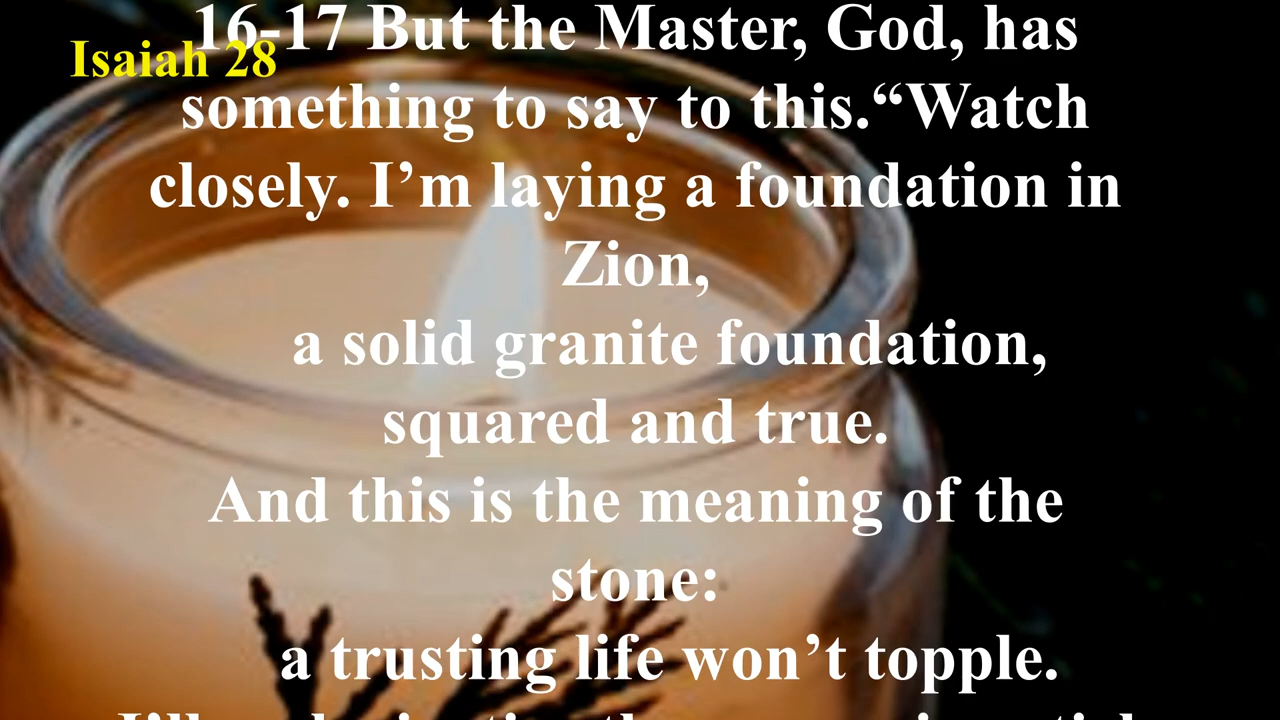 16-17 But the Master, God, has
Isaiah 28
something to say to this.“Watch
closely. I’m laying a foundation in
Zion,
a solid granite foundation,
squared and true.
And this is the meaning of the
stone:
a trusting life won’t topple.